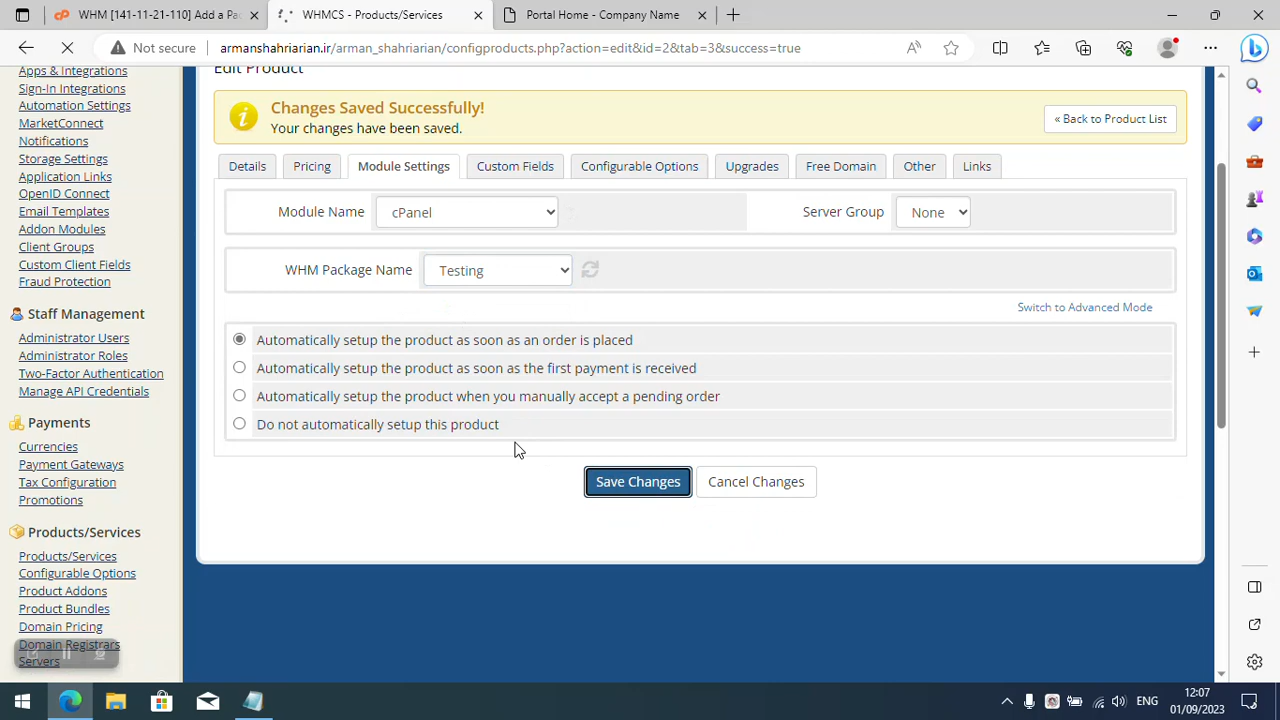 WHM [141-11-21-110] Add a Pac
WHMCS - Products/Services
Portal Home - Company Name
Not secure
armanshahriarian.ir/arman_shahriarian/configproducts.php?action=edit&id=2&tab=3&success=true
Apps & Integrations
Sign-In Integrations
Automation Settings
MarketConnect
Notifications
Storage Settings
Application Links
OpenID Connect
Email Templates
Addon Modules
Client Groups
Custom Client Fields
Fraud Protection
Staff Management
Administrator Users
Administrator Roles
Two-Factor Authentication
Manage API Credentials
Payments
Currencies
Payment Gateways
Tax Configuration
Promotions
Products/Services
Products/Services
Configurable Options
Product Addons
Product Bundles
Domain Pricing
Domain Registrars
Servers
Edit Product
Changes Saved Successfully!
Your changes have been saved.
« Back to Product List
Details
Pricing
Module Settings
Custom Fields
Configurable Options
Upgrades
Free Domain
Other
Links
Module Name
cPanel
Server Group
None
WHM Package Name
Testing
Switch to Advanced Mode
Automatically setup the product as soon as an order is placed
Automatically setup the product as soon as the first payment is received
Automatically setup the product when you manually accept a pending order
Do not automatically setup this product
Save Changes
Cancel Changes
ENG
12:07
01/09/2023